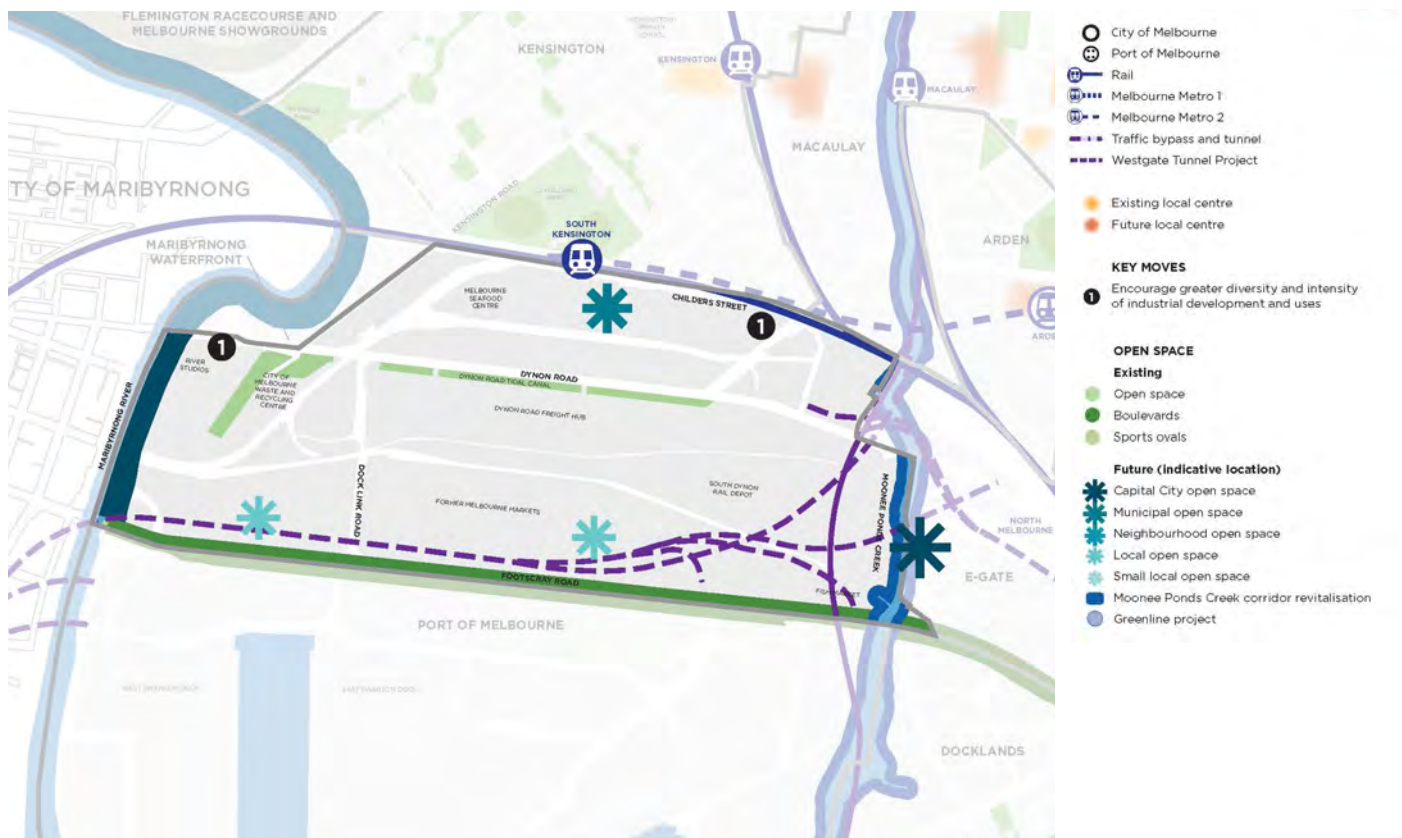 FLEMINGTON RACECOURSE AND
MELBOURNE SHOWGROUNDS
KENSINGTON
KENSINGTON
MACAULAY
MACAULAY
TY OF MARIBYRNONG
KENSINGTON ROAD
SOUTH
KENSINGTON
ARDEN
MARIBYRNONG
WATERFRONT
MELBOURNE
SEAFOOD
CENTRE
CHILDERS STREET
1
1
ARDE
RIVER
STUDIOS
CITY OF
MELBOURNE
WASTE AND
RECYCLING
CENTRE
DYNON ROAD
DYNON ROAD TIDAL CANAL
DYNON ROAD FREIGHT HUB
MARIBYRNONG RIVER
DOCK LINK ROAD
SOUTH DYNON
RAIL DEPOT
FORMER MELBOURNE MARKETS
MOONEE PONDS CREEK
NORTH
MELBOURNE
E-GATE
FOOTSCRAY ROAD
PORT OF MELBOURNE
DOCKLANDS
City of Melbourne
Port of Melbourne
Rail
Melbourne Metro 1
Melbourne Metro 2
Traffic bypass and tunnel
Westgate Tunnel Project
Existing local centre
Future local centre
KEY MOVES
1 Encourage greater diversity and intensity
of industrial development and uses
OPEN SPACE
Existing
Open space
Boulevards
Sports ovals
Future (indicative location)
Capital City open space
Municipal open space
Neighbourhood open space
Local open space
Small local open space
Moonee Ponds Creek corridor revitalisation
Greenline project